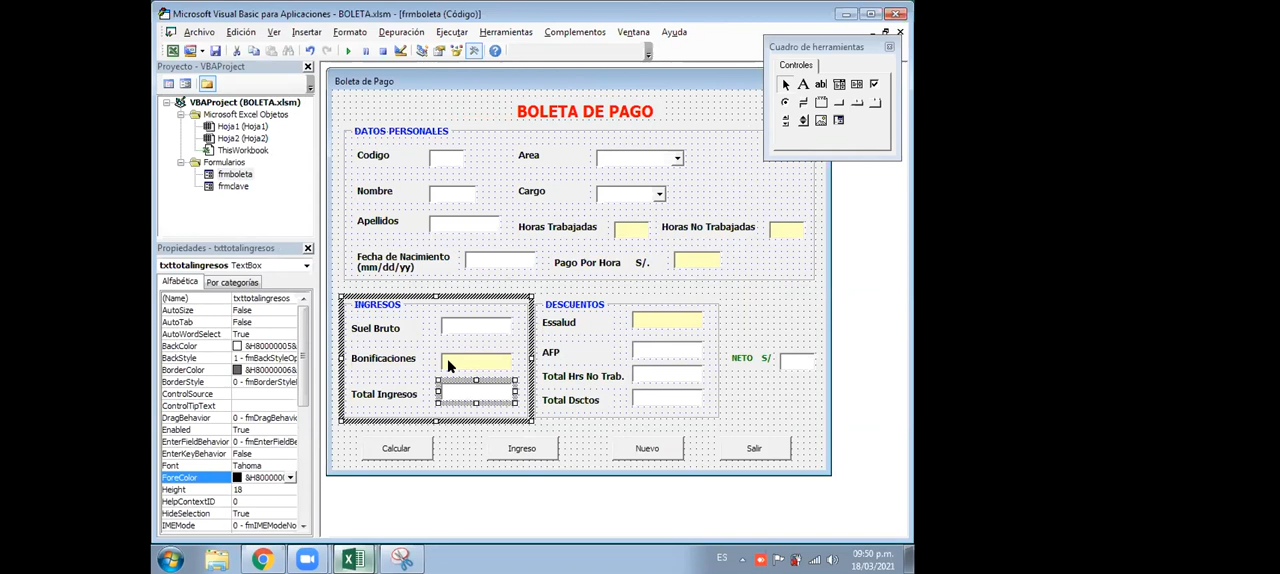 Microsoft Visual Basic para Aplicaciones - BOLETA.xlsm - [frmboleta (Código)]
Archivo Edición Ver Insertar Formato Depuración Ejecutar Herramientas Complementos Ventana Ayuda
Proyecto - VBAProject
VBAProject (BOLETA.xlsm)
Microsoft Excel Objetos
Hoja1 (Hoja1)
Hoja2 (Hoja2)
ThisWorkbook
Formularios
frmboleta
frmclave
Propiedades - txttotalingresos
txttotalingresos TextBox
Alfabética Por categorías
(Name) txttotalingresos
AutoSize False
AutoTab False
AutoWordSelect True
BackColor &H80000005&
BackStyle 1 - fmBackStyleOp
BorderColor &H80000006&
BorderStyle 0 - fmBorderStyle
ControlSource
ControlTipText
DragBehavior 0 - fmDragBehavior
Enabled True
EnterFieldBehavior 0 - fmEnterFieldBe
EnterKeyBehavior False
Font Tahoma
ForeColor &H800000
Height 18
HelpContextID 0
HideSelection True
IMEMode 0 - fmIMEModeNo
Boleta de Pago
BOLETA DE PAGO
DATOS PERSONALES
Codigo Area
Nombre Cargo
Apellidos Horas Trabajadas Horas No Trabajadas
Fecha de Nacimiento
(mm/dd/yy) Pago Por Hora S/.
INGRESOS
Suel Bruto
Bonificaciones
Total Ingresos
DESCUENTOS
Essalud
AFP
Total Hrs No Trab.
Total Dsctos
NETO S/
Calcular Ingreso Nuevo Salir
Cuadro de herramientas
Controles
A ab|
ES 09:50 p.m.
18/03/2021